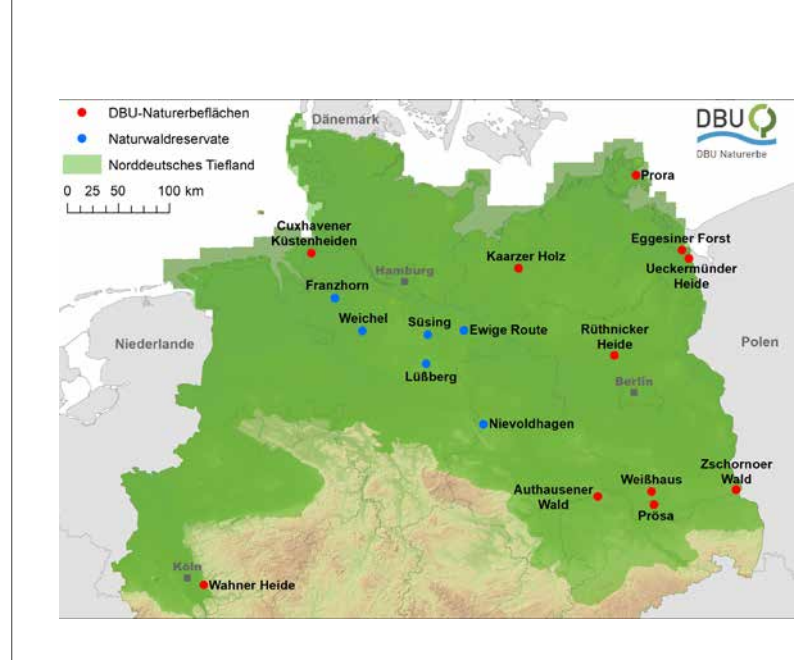 DBU-Naturerbeflächen
Naturwaldreservate
Norddeutsches Tiefland
0 25 50 100 km
Dänemark
DBU
DBU Naturerbe
Prora
Cuxhavener
Küstenheiden
Eggesiner Forst
Kaarzer Holz
Ueckermünder
Heide
Hamburg
Franzhorn
Weichel
Süsing
Ewige Route
Rüthnicker
Heide
Niederlande
Polen
Lüßberg
Berlin
Nievoldhagen
Zschornoer
Wald
Weißhaus
Authausener
Wald
Prösa
Köln
Wahner Heide